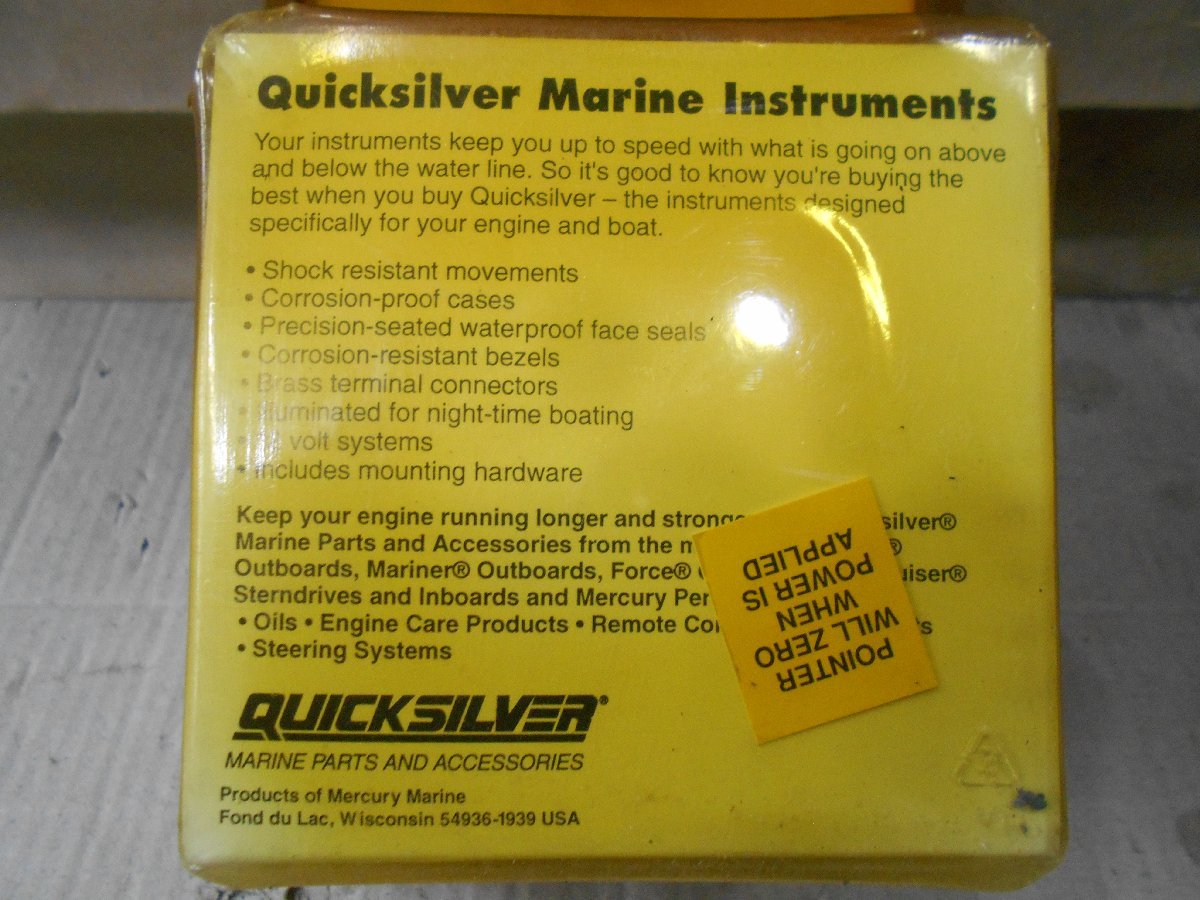 Quicksilver Marine Instruments
Your instruments keep you up to speed with what is going on above
and below the water line. So it's good to know you're buying the
best when you buy Quicksilver – the instruments designed
specifically for your engine and boat.
• Shock resistant movements
• Corrosion-proof cases
• Precision-seated waterproof face seals
• Corrosion-resistant bezels
• Brass terminal connectors
• Illuminated for night-time boating
• volt systems
• Includes mounting hardware
Keep your engine running longer and silver®
Marine Parts and Accessories from the ®
Outboards, Mariner® Outboards, Force® uiser®
Sterndrives and Inboards and Mercury
• Oils • Engine Care Products • Remote
• Steering Systems
POINTER
WILL ZERO
WHEN
POWER IS
APPLIED
QUICKSILVER®
MARINE PARTS AND ACCESSORIES
Products of Mercury Marine
Fond du Lac, Wisconsin 54936-1939 USA